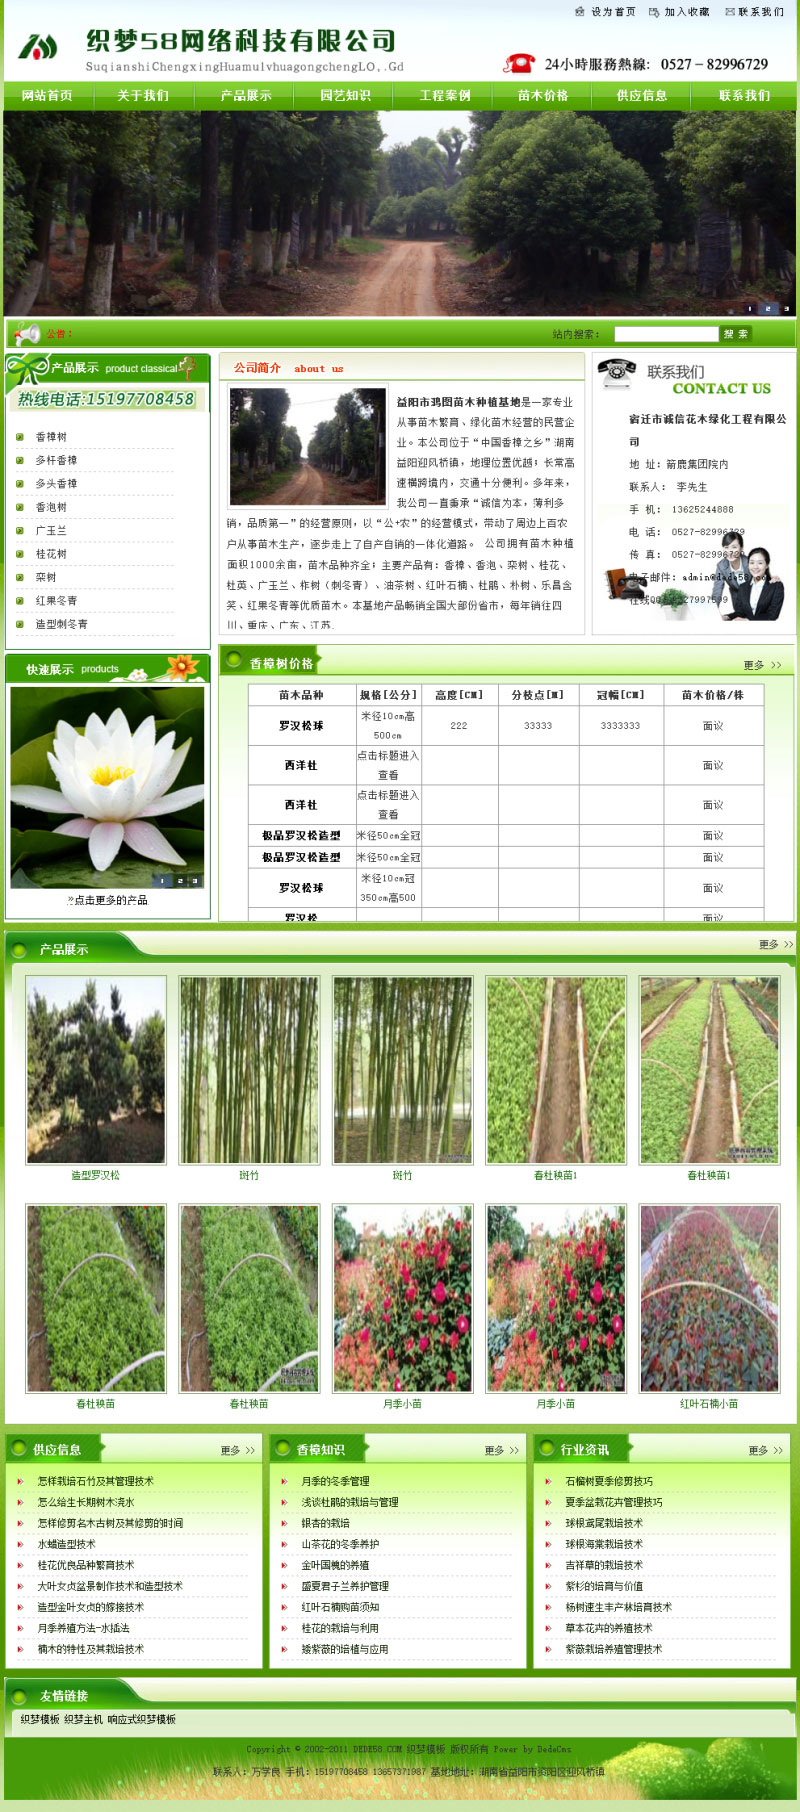 设为首页 加入收藏 联系我们
织梦58网络科技有限公司
SuqianshiChengxingHuamulvhuagongchengLO,.Gd
24小時服務熱線: 0527-82996729
网站首页 关于我们 产品展示 园艺知识 工程案例 苗木价格 供应信息 联系我们
1 2 3
公告:
站内搜索: 搜 索
产品展示 product classical
热线电话:15197708458
香樟树
多杆香樟
多头香樟
香泡树
广玉兰
桂花树
栾树
红果冬青
造型刺冬青
公司简介 about us
益阳市鸿图苗木种植基地是一家专业
从事苗木繁育、绿化苗木经营的民营企
业。本公司位于“中国香樟之乡”湖南
益阳迎风桥镇，地理位置优越；长常高
速横跨境内，交通十分便利。多年来，
我公司一直秉承“诚信为本，薄利多
销，品质第一”的经营原则，以“公+农”的经营模式，带动了周边上百农
户从事苗木生产，逐步走上了自产自销的一体化道路。 公司拥有苗木种植
面积1000余亩，苗木品种齐全；主要产品有：香樟、香泡、栾树、桂花、
杜英、广玉兰、柞树（刺冬青）、油茶树、红叶石楠、杜鹃、朴树、乐昌含
笑、红果冬青等优质苗木。本基地产品畅销全国大部份省市，每年销往四
川、重庆、广东、江苏.
联系我们
CONTACT US
宿迁市诚信花木绿化工程有限公
司
地 址：箭鹿集团院内
联系人： 李先生
手 机： 13625244888
电 话： 0527-82996729
传 真： 0527-82996729
电子邮件：admin@dede58.com
在线QQ
快速展示 products
1 2 3
»点击更多的产品
香樟树价格 更多 >>
苗木品种 规格[公分] 高度[CM] 分枝点[M] 冠幅[CM] 苗木价格/株
罗汉松球 米径10cm高500cm 222 33333 3333333 面议
西洋杜 点击标题进入查看 面议
西洋杜 点击标题进入查看 面议
极品罗汉松造型 米径50cm全冠 面议
极品罗汉松造型 米径50cm全冠 面议
罗汉松球 米径10cm冠350cm高500 面议
罗汉松 面议
产品展示 更多 >>
造型罗汉松 斑竹 斑竹 春杜秧苗1 春杜秧苗1
春杜秧苗 春杜秧苗 月季小苗 月季小苗 红叶石楠小苗
供应信息 更多 >>
怎样栽培石竹及其管理技术
怎么给生长期树木浇水
怎样修剪名木古树及其修剪的时间
水蜡造型技术
桂花优良品种繁育技术
大叶女贞盆景制作技术和造型技术
造型金叶女贞的嫁接技术
月季养殖方法-水插法
楠木的特性及其栽培技术
香樟知识 更多 >>
月季的冬季管理
浅谈杜鹃的栽培与管理
银杏的栽培
山茶花的冬季养护
金叶国槐的养殖
盛夏君子兰养护管理
红叶石楠购苗须知
桂花的栽培与利用
矮紫薇的培植与应用
行业资讯 更多 >>
石榴树夏季修剪技巧
夏季盆栽花卉管理技巧
球根鸢尾栽培技术
球根海棠栽培技术
吉祥草的栽培技术
紫杉的培育与价值
杨树速生丰产林培育技术
草本花卉的养殖技术
紫薇栽培养殖管理技术
友情链接
织梦模板 织梦主机 响应式织梦模板
Copyright © 2002-2011 DEDE58.COM 织梦模板 版权所有 Power by DedeCms
联系人：万学良 手机：15197708458 13657371987 基地地址：湖南省益阳市资阳区迎风桥镇